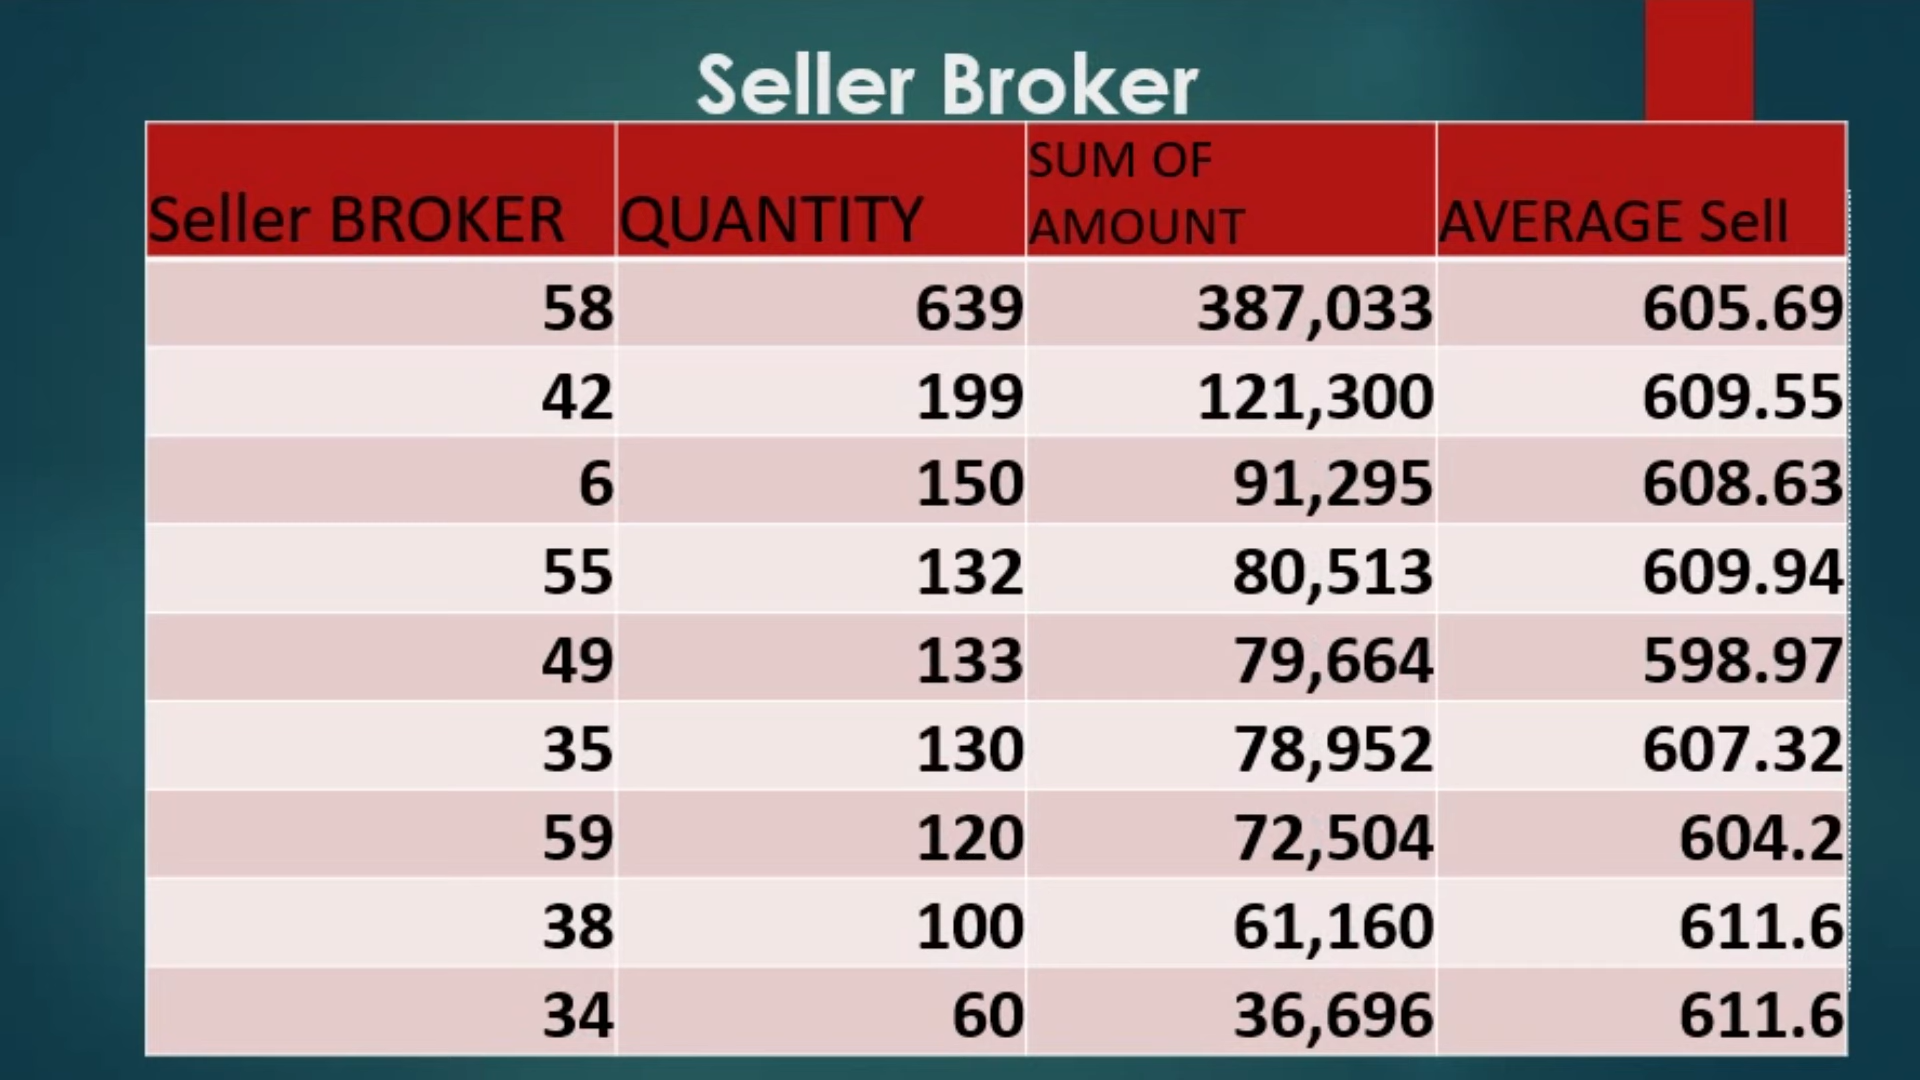 Seller Broker
Seller BROKER QUANTITY SUM OF AMOUNT AVERAGE Sell
58 639 387,033 605.69
42 199 121,300 609.55
6 150 91,295 608.63
55 132 80,513 609.94
49 133 79,664 598.97
35 130 78,952 607.32
59 120 72,504 604.2
38 100 61,160 611.6
34 60 36,696 611.6